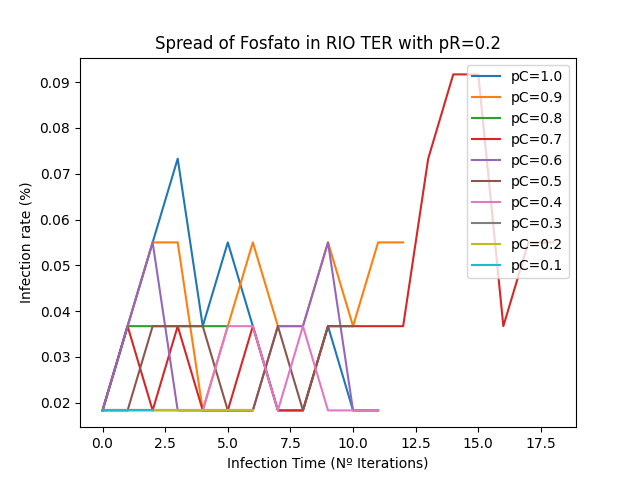 Spread of Fosfato in RIO TER with pR=0.2
Infection rate (%)
0.09
0.08
0.07
0.06
0.05
0.04
0.03
0.02
pC=1.0
pC=0.9
pC=0.8
pC=0.7
pC=0.6
pC=0.5
pC=0.4
pC=0.3
pC=0.2
pC=0.1
0.0 2.5 5.0 7.5 10.0 12.5 15.0 17.5
Infection Time (Nº Iterations)